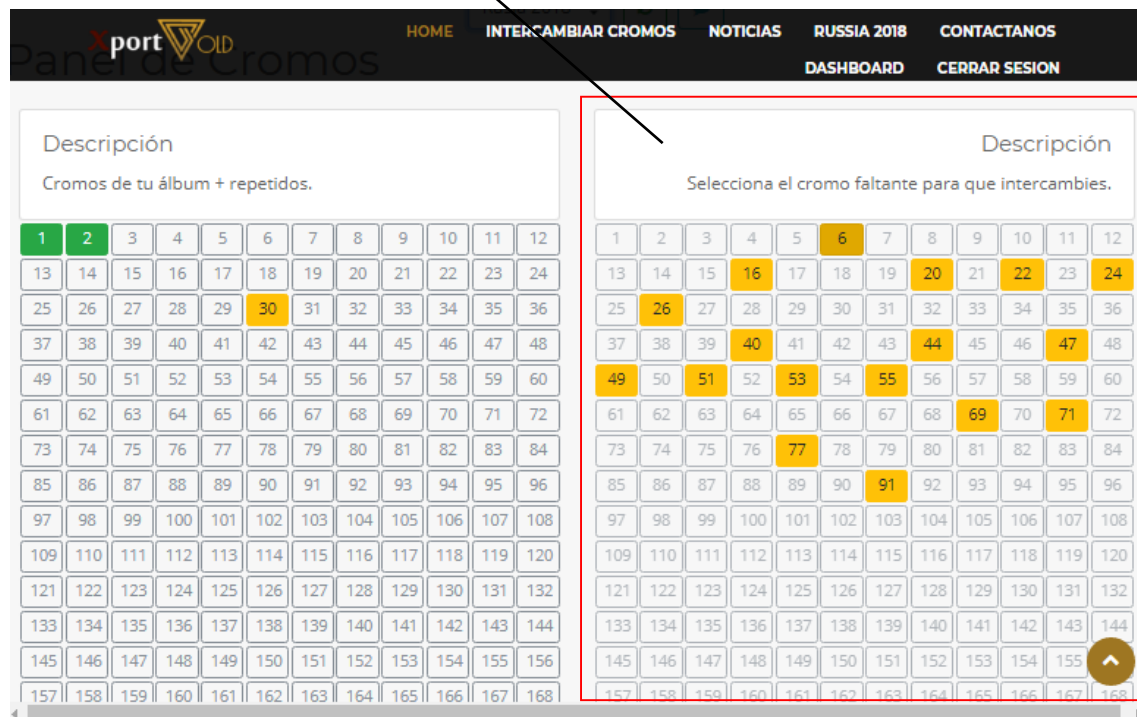 Xport VOLD
HOME INTERCAMBIAR CROMOS NOTICIAS RUSSIA 2018 CONTACTANOS
DASHBOARD CERRAR SESION
Panel de Cromos
Descripción
Cromos de tu álbum + repetidos.
1 2 3 4 5 6 7 8 9 10 11 12
13 14 15 16 17 18 19 20 21 22 23 24
25 26 27 28 29 30 31 32 33 34 35 36
37 38 39 40 41 42 43 44 45 46 47 48
49 50 51 52 53 54 55 56 57 58 59 60
61 62 63 64 65 66 67 68 69 70 71 72
73 74 75 76 77 78 79 80 81 82 83 84
85 86 87 88 89 90 91 92 93 94 95 96
97 98 99 100 101 102 103 104 105 106 107 108
109 110 111 112 113 114 115 116 117 118 119 120
121 122 123 124 125 126 127 128 129 130 131 132
133 134 135 136 137 138 139 140 141 142 143 144
145 146 147 148 149 150 151 152 153 154 155 156
157 158 159 160 161 162 163 164 165 166 167 168
Descripción
Selecciona el cromo faltante para que intercambies.
1 2 3 4 5 6 7 8 9 10 11 12
13 14 15 16 17 18 19 20 21 22 23 24
25 26 27 28 29 30 31 32 33 34 35 36
37 38 39 40 41 42 43 44 45 46 47 48
49 50 51 52 53 54 55 56 57 58 59 60
61 62 63 64 65 66 67 68 69 70 71 72
73 74 75 76 77 78 79 80 81 82 83 84
85 86 87 88 89 90 91 92 93 94 95 96
97 98 99 100 101 102 103 104 105 106 107 108
109 110 111 112 113 114 115 116 117 118 119 120
121 122 123 124 125 126 127 128 129 130 131 132
133 134 135 136 137 138 139 140 141 142 143 144
145 146 147 148 149 150 151 152 153 154 155
157 158 159 160 161 162 163 164 165 166 167 168